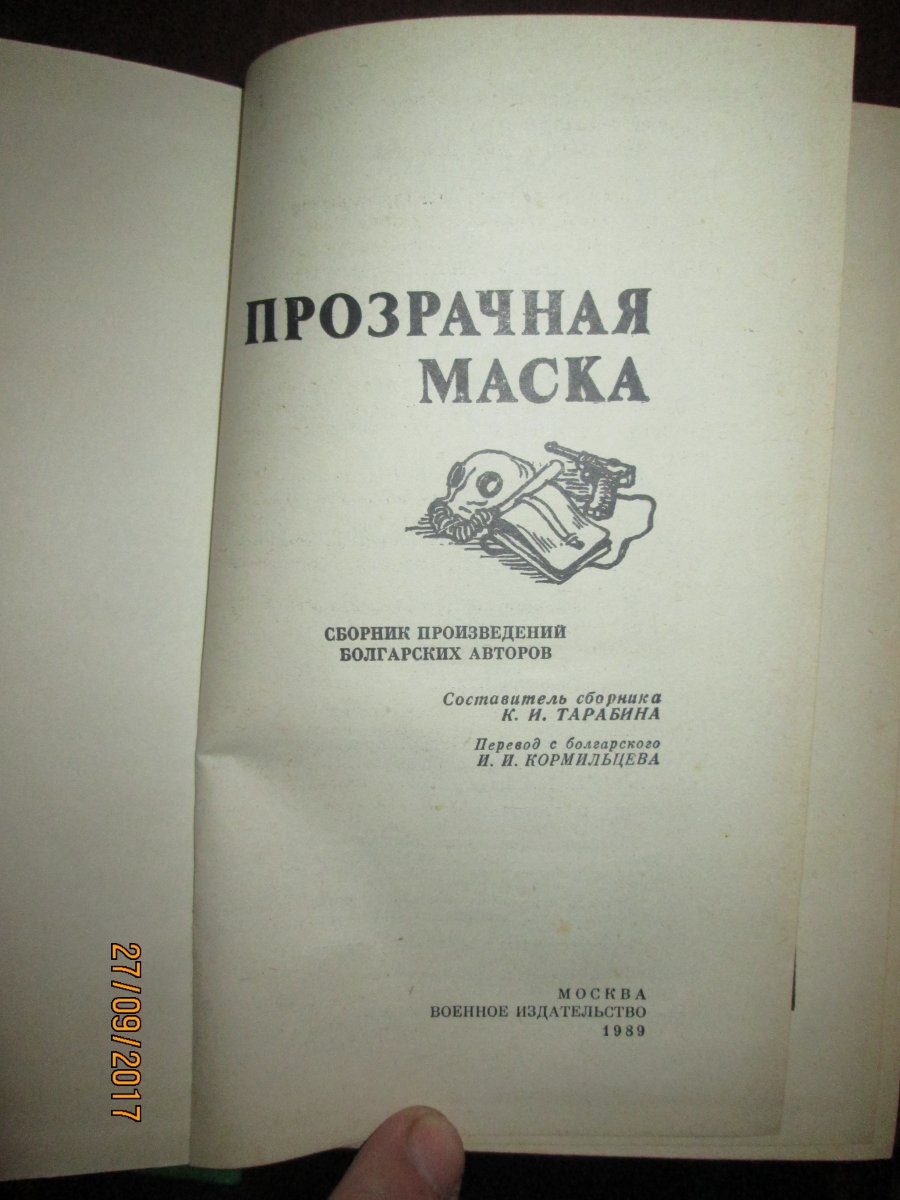 ПРОЗРАЧНАЯ
МАСКА
СБОРНИК ПРОИЗВЕДЕНИЙ
БОЛГАРСКИХ АВТОРОВ
Составитель сборника
К. И. ТАРАБИНА
Перевод с болгарского
И. И. КОРМИЛЬЦЕВА
МОСКВА
ВОЕННОЕ ИЗДАТЕЛЬСТВО
1989
27/09/2017